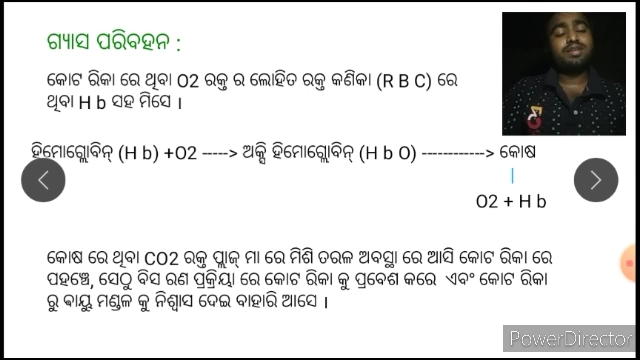 ଗ୍ୟାସ ପରିବହନ :
କୋଟ ରିକା ରେ ଥିବା O2 ରକ୍ତ ର ଲୋହିତ ରକ୍ତ କଣିକା (R B C) ରେ
ଥିବା H b ସହ ମିସେ ।
ହିମୋଗ୍ଲୋବିନ୍ (H b) +O2 -----> ଅକ୍ସି ହିମୋଗ୍ଲୋବିନ୍ (H b O) ------------> କୋଷ
|
O2 + H b
କୋଷ ରେ ଥିବା CO2 ରକ୍ତ ପ୍ଲାଜ୍ ମା ରେ ମିଶି ତରଳ ଅବସ୍ଥା ରେ ଆସି କୋଟ ରିକା ରେ
ପହଞ୍ଚେ, ସେଠୁ ବିସ ରଣ ପ୍ରକ୍ରିୟା ରେ କୋଟ ରିକା କୁ ପ୍ରବେଶ କରେ ଏବଂ କୋଟ ରିକା
ରୁ ବାୟୁ ମଣ୍ଡଳ କୁ ନିଶ୍ୱାସ ଦେଇ ବାହାରି ଆସେ ।
PowerDirector